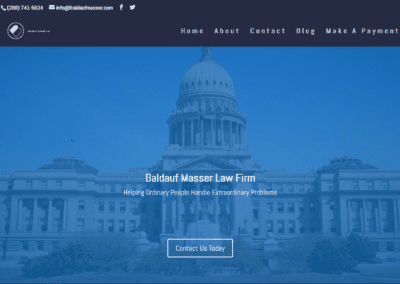 (208) 741-5924 info@baldaufmasser.com
Home About Contact Blog Make A Payment
Baldauf Masser Law Firm
Helping Ordinary People Handle Extraordinary Problems
Contact Us Today